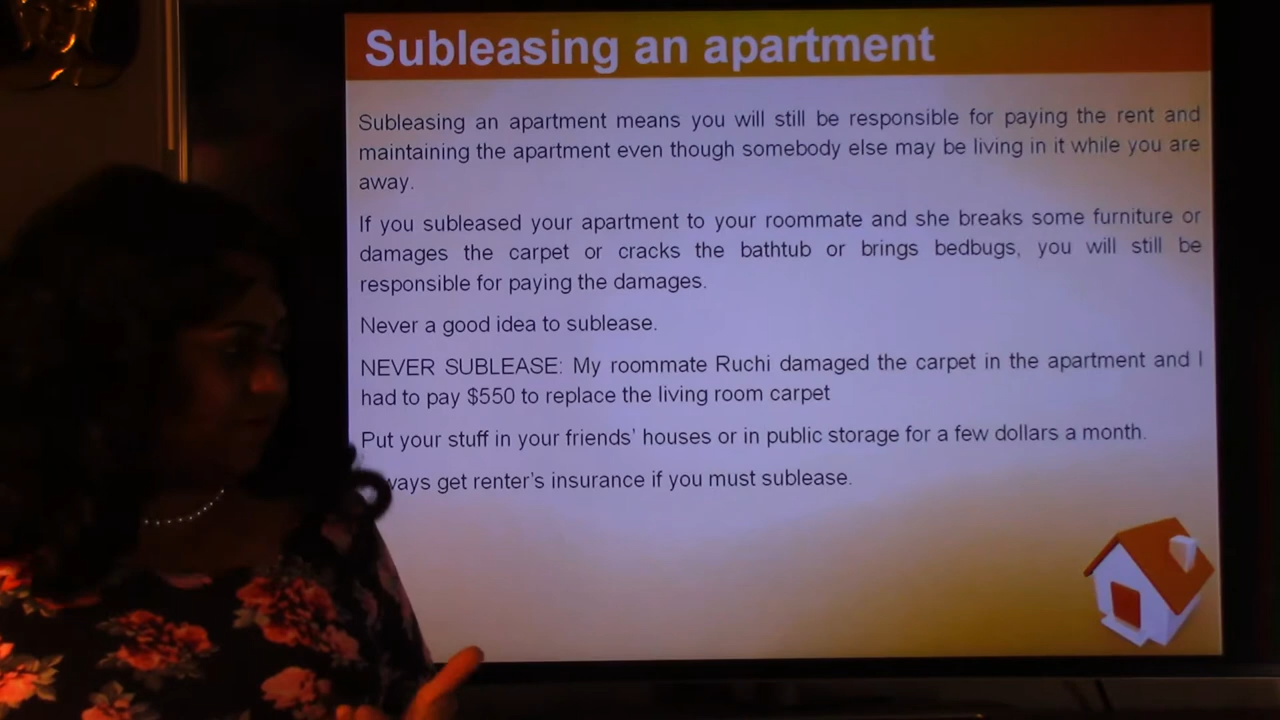 Subleasing an apartment
Subleasing an apartment means you will still be responsible for paying the rent and
maintaining the apartment even though somebody else may be living in it while you are
away.
If you subleased your apartment to your roommate and she breaks some furniture or
damages the carpet or cracks the bathtub or brings bedbugs, you will still be
responsible for paying the damages.
Never a good idea to sublease.
NEVER SUBLEASE: My roommate Ruchi damaged the carpet in the apartment and I
had to pay $550 to replace the living room carpet
Put your stuff in your friends' houses or in public storage for a few dollars a month.
get renter's insurance if you must sublease.